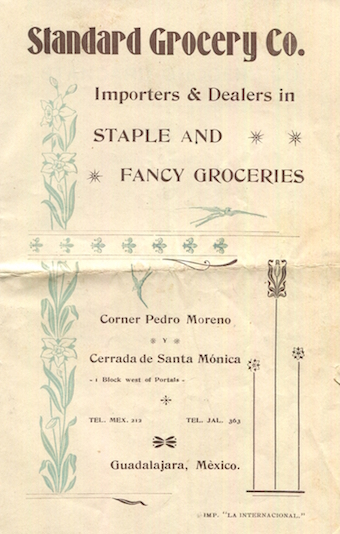 Standard Grocery Co.
Importers & Dealers in
STAPLE AND
FANCY GROCERIES
Corner Pedro Moreno
Y
Cerrada de Santa Mónica
- 1 Block west of Portals -
TEL. MEX. 212 TEL. JAL. 363
Guadalajara, México.
IMP. "LA INTERNACIONAL."